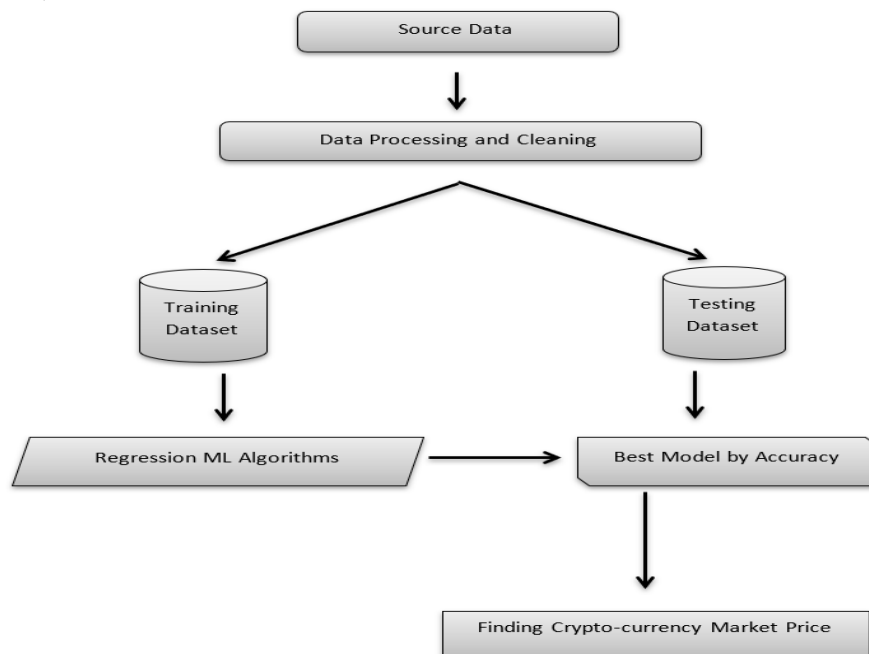 Source Data
Data Processing and Cleaning
Training
Dataset
Testing
Dataset
Regression ML Algorithms
Best Model by Accuracy
Finding Crypto-currency Market Price